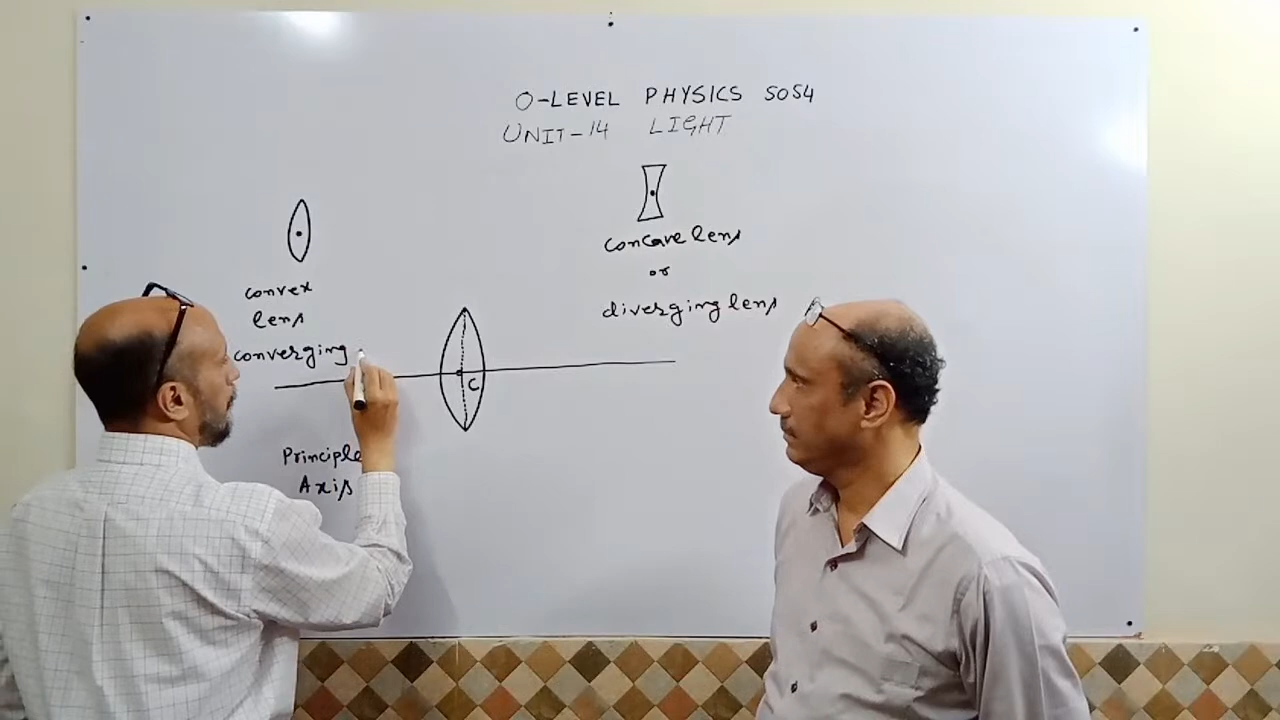 O-LEVEL PHYSICS 5054
UNIT-14 LIGHT
convex
lens
converging
concave lens
or
diverging lens
C
Principle
Axis